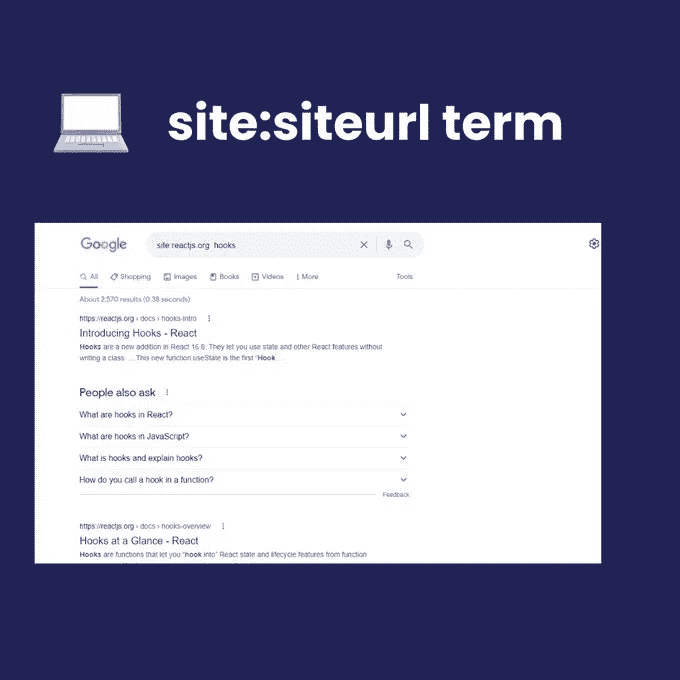 site:siteurl term
Google
site:reactjs.org hooks
All Shopping Images Books Videos More Tools
About 2,570 results (0.38 seconds)
https://reactjs.org › docs › hooks-intro
Introducing Hooks - React
Hooks are a new addition in React 16.8. They let you use state and other React features without
writing a class. ... This new function useState is the first "Hook ...
People also ask
What are hooks in React?
What are hooks in JavaScript?
What is hooks and explain hooks?
How do you call a hook in a function?
Feedback
https://reactjs.org › docs › hooks-overview
Hooks at a Glance - React
Hooks are functions that let you "hook into" React state and lifecycle features from function